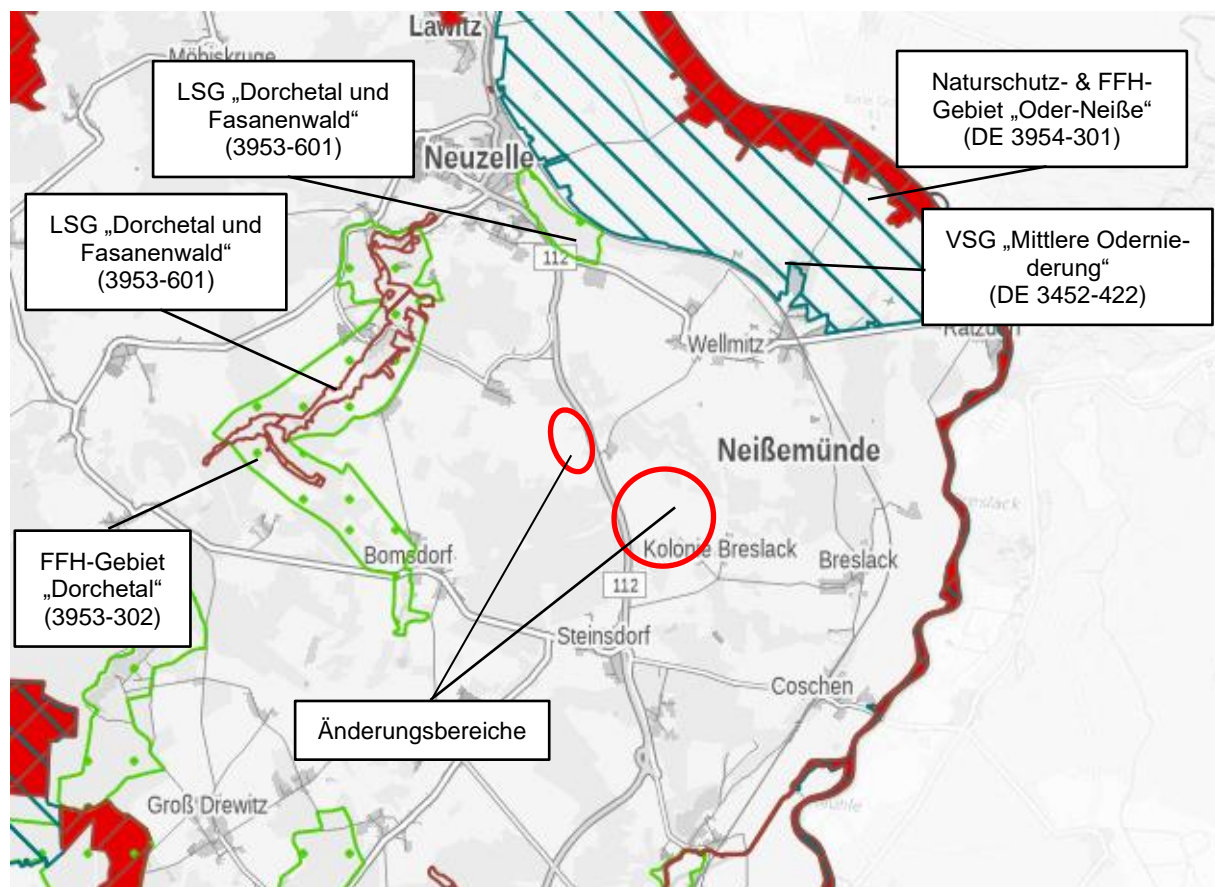 Lawitz
Möbiskruge
LSG „Dorchetal und
Fasanenwald“
(3953-601)
Naturschutz- & FFH-
Gebiet „Oder-Neiße“
(DE 3954-301)
Neuzelle
LSG „Dorchetal und
Fasanenwald“
(3953-601)
112
VSG „Mittlere Odernie-
derung“
(DE 3452-422)
Wellmitz
Ratzdorf
Neißemünde
Breslack
FFH-Gebiet
„Dorchetal“
(3953-302)
Bomsdorf
Kolonie Breslack
Breslack
112
Steinsdorf
Coschen
Änderungsbereiche
Groß Drewitz